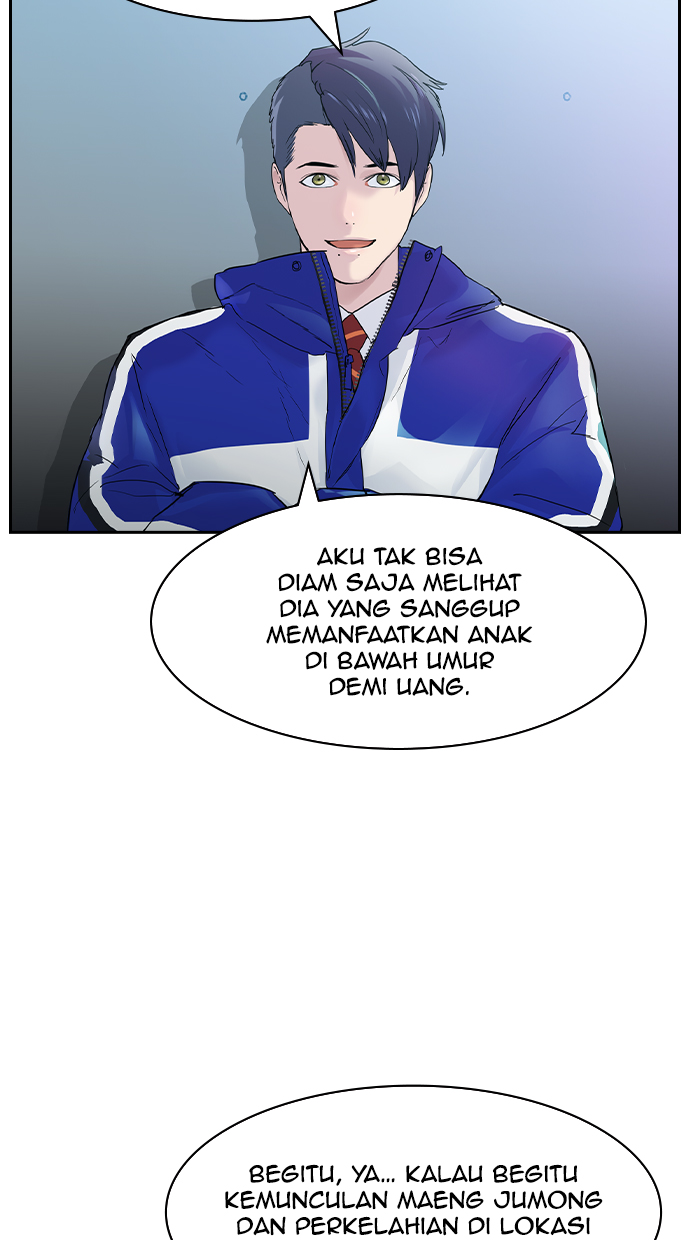 AKU TAK BISA
DIAM SAJA MELIHAT
DIA YANG SANGGUP
MEMANFAATKAN ANAK
DI BAWAH UMUR
DEMI UANG.
BEGITU, YA... KALAU BEGITU
KEMUNCULAN MAENG JUMONG
DAN PERKELAHIAN DI LOKASI